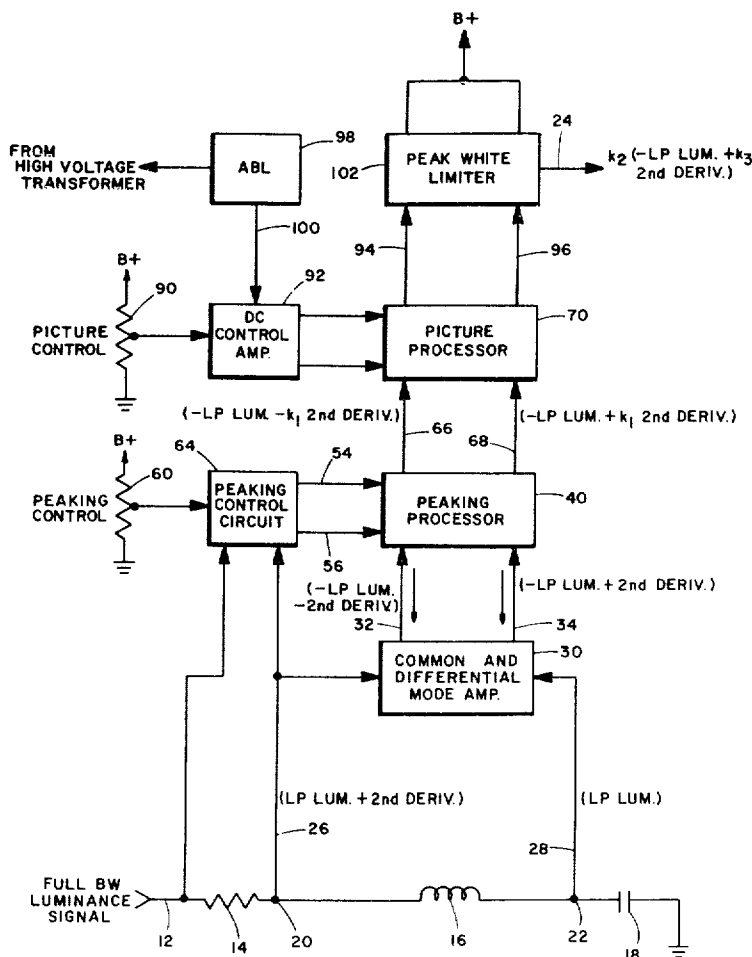 B+
24
98
FROM
HIGH VOLTAGE
TRANSFORMER
ABL
102
PEAK WHITE
LIMITER
k2 (-LP LUM. +k3
2nd DERIV.)
100
94
96
B+
90
92
70
PICTURE
CONTROL
DC
CONTROL
AMP.
PICTURE
PROCESSOR
(-LP LUM. -k1 2nd DERIV.)
(-LP LUM.+k1 2nd DERIV.)
66
68
B+
60
64
54
40
PEAKING
CONTROL
PEAKING
CONTROL
CIRCUIT
PEAKING
PROCESSOR
56
(-LP LUM.
-2nd DERIV.)
(-LP LUM.+2nd DERIV.)
32
34
30
COMMON AND
DIFFERENTIAL
MODE AMP.
(LP LUM.+2nd DERIV.)
(LP LUM.)
26
28
FULL BW
LUMINANCE
SIGNAL
12
14
20
16
22
18